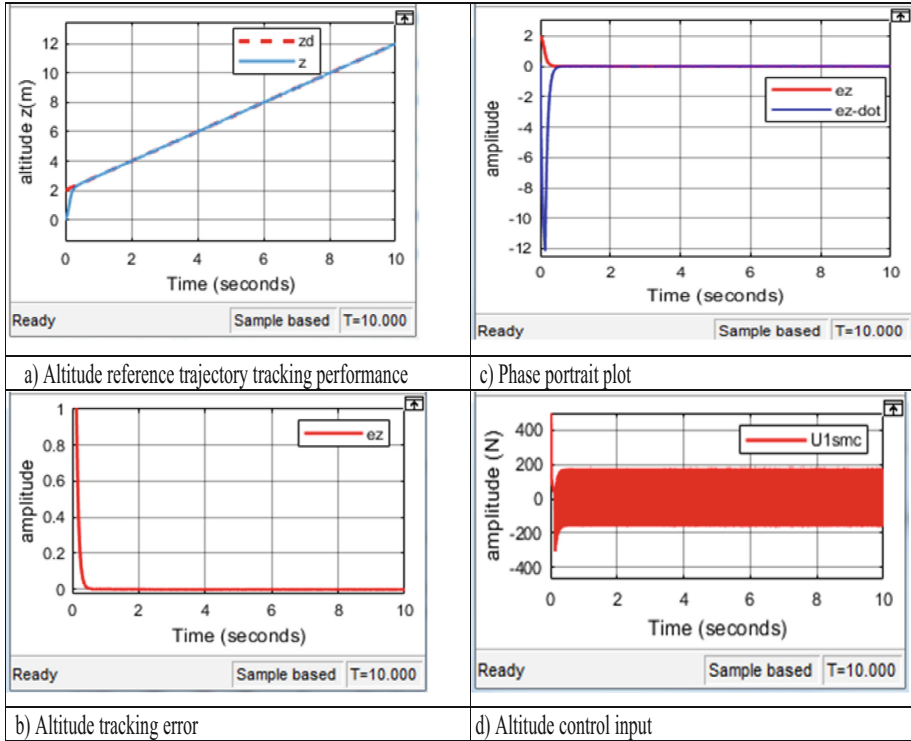 altitude z(m)
12
10
8
6
4
2
0
zd
z
0 2 4 6 8 10
Time (seconds)
Ready Sample based T=10.000
a) Altitude reference trajectory tracking performance
amplitude
2
0
-2
-4
-6
-8
-10
-12
ez
ez-dot
0 2 4 6 8 10
Time (seconds)
Ready Sample based T=10.000
c) Phase portrait plot
amplitude
1
0.8
0.6
0.4
0.2
0
ez
0 2 4 6 8 10
Time (seconds)
Ready Sample based T=10.000
b) Altitude tracking error
amplitude (N)
400
200
0
-200
-400
U1smc
0 2 4 6 8 10
Time (seconds)
Ready Sample based T=10.000
d) Altitude control input